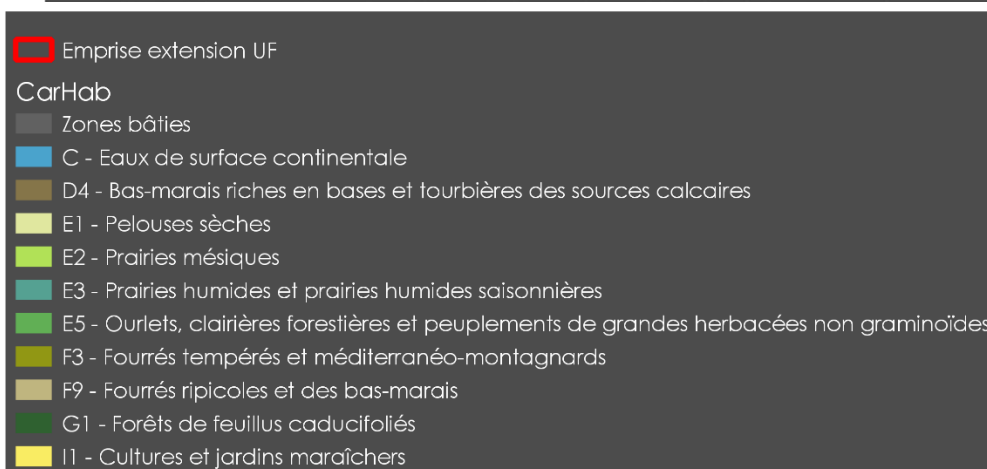 Emprise extension UF
CarHab
Zones bâties
C - Eaux de surface continentale
D4 - Bas-marais riches en bases et tourbières des sources calcaires
E1 - Pelouses sèches
E2 - Prairies mésiques
E3 - Prairies humides et prairies humides saisonnières
E5 - Ourlets, clairières forestières et peuplements de grandes herbacées non graminoïdes
F3 - Fourrés tempérés et méditerranéo-montagnards
F9 - Fourrés ripicoles et des bas-marais
G1 - Forêts de feuillus caducifoliés
I1 - Cultures et jardins maraîchers